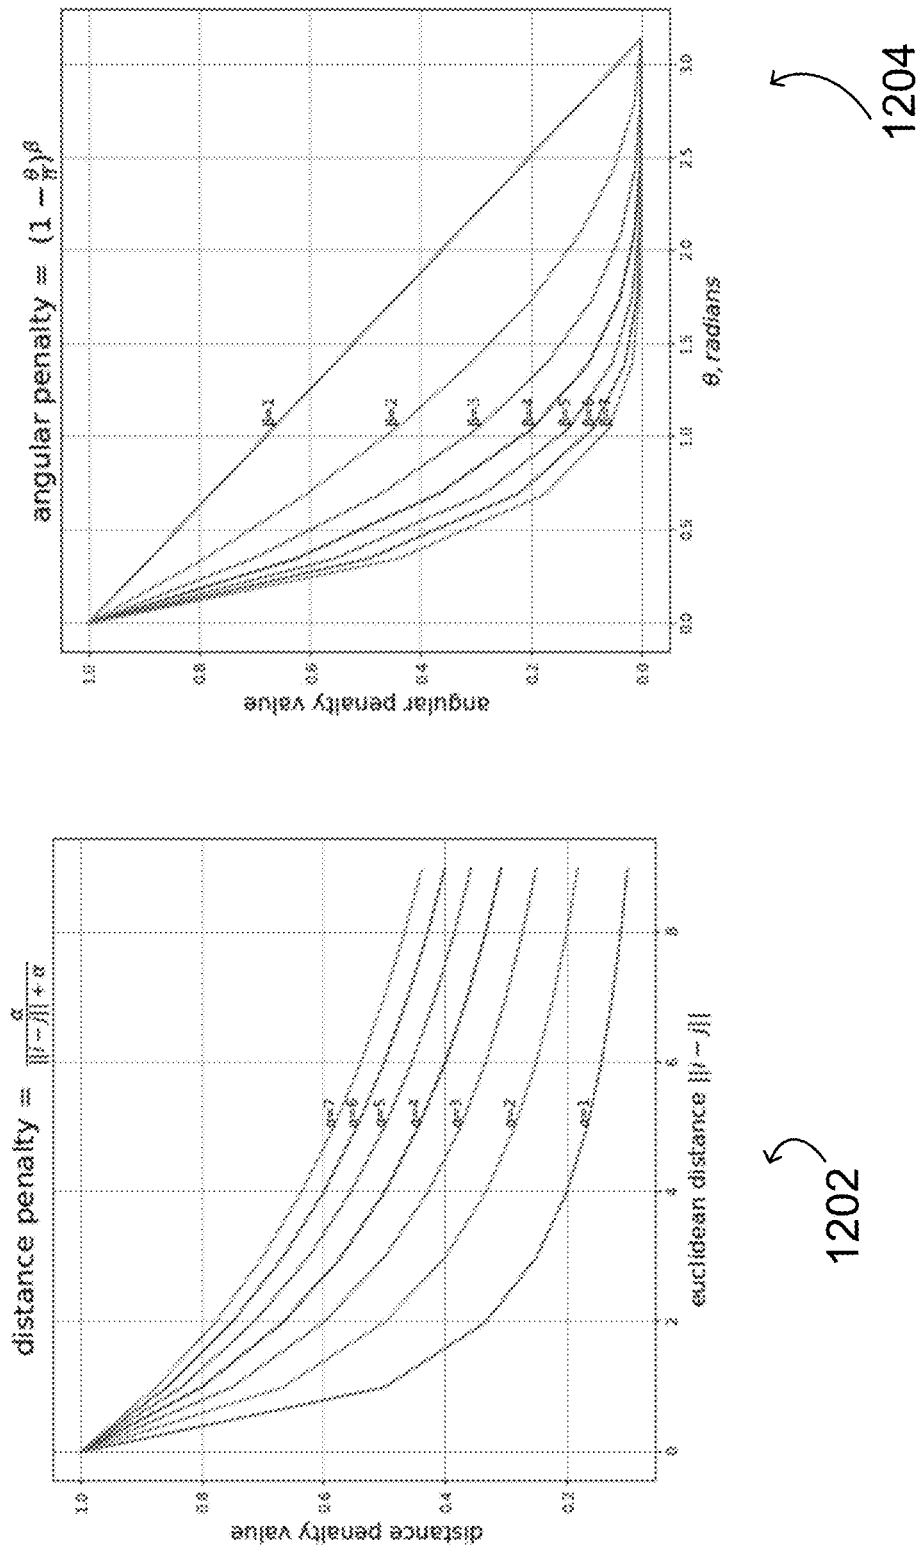 distance penalty = α / (||i − j|| + α)
distance penalty value
1.0
0.8
0.6
0.4
0.2
α=7
α=6
α=5
α=4
α=3
α=2
α=1
0 2 4 6 8
euclidean distance ||i − j||
1202
angular penalty = (1 − θ/π)^β
angular penalty value
1.0
0.8
0.6
0.4
0.2
0.0
β=1
β=2
β=3
β=4
β=5
β=6
0.0 0.5 1.0 1.5 2.0 2.5 3.0
θ, radians
1204